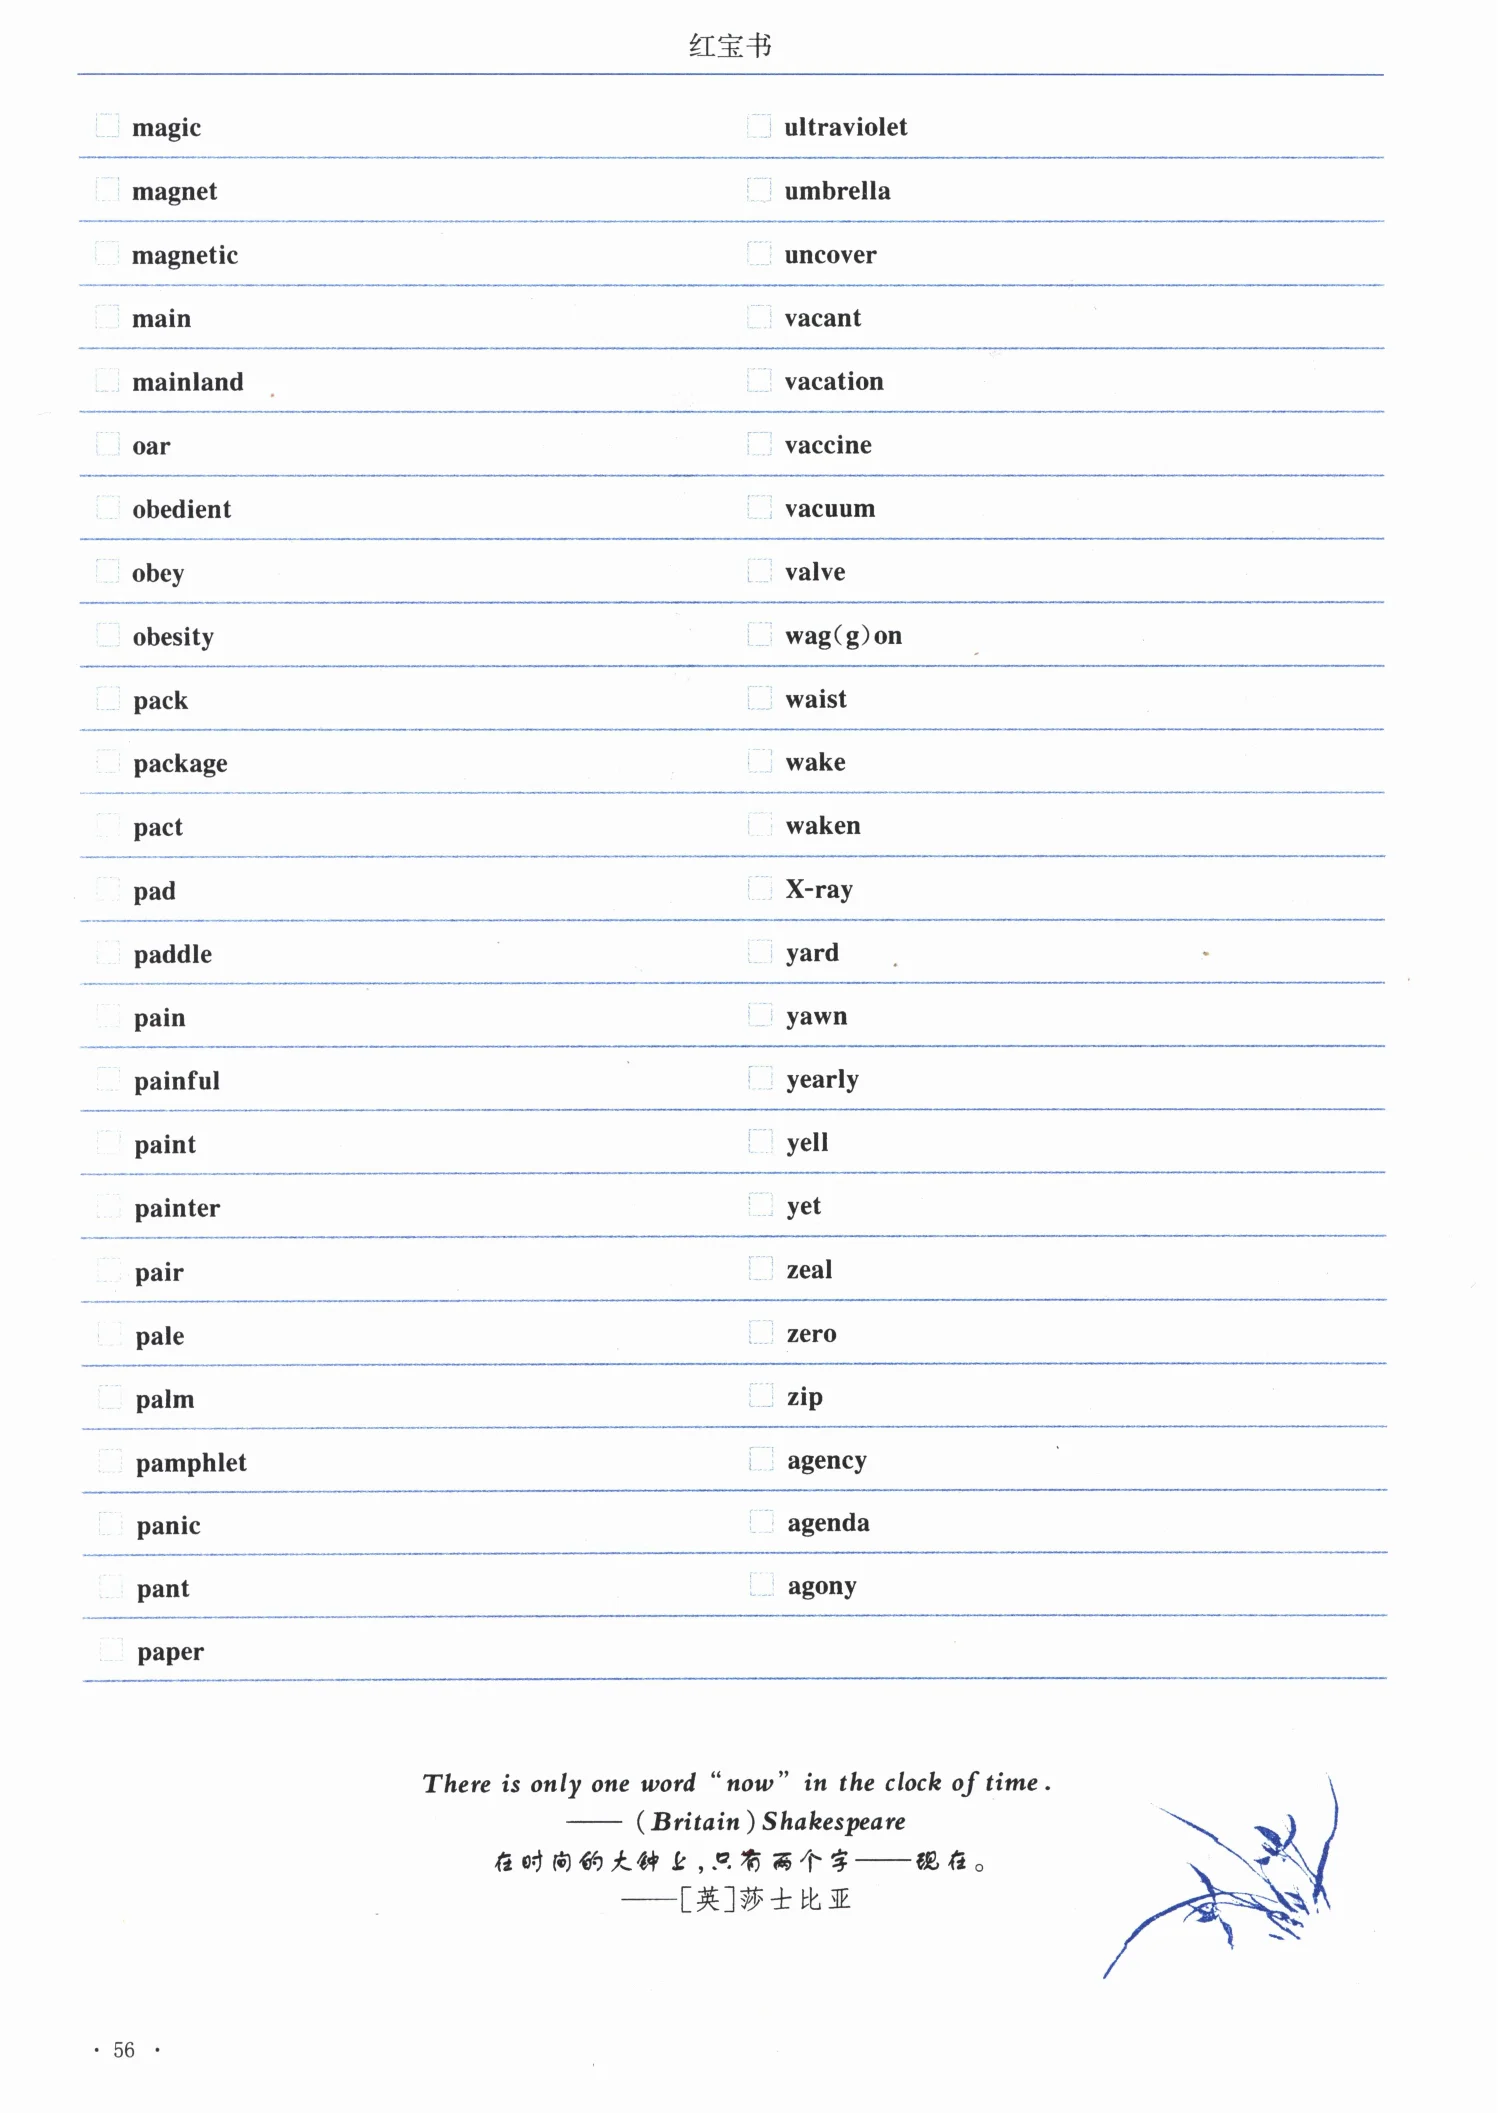 红宝书
magic
magnet
magnetic
main
mainland
oar
obedient
obey
obesity
pack
package
pact
pad
paddle
pain
painful
paint
painter
pair
pale
palm
pamphlet
panic
pant
paper
ultraviolet
umbrella
uncover
vacant
vacation
vaccine
vacuum
valve
wag(g)on
waist
wake
waken
X-ray
yard
yawn
yearly
yell
yet
zeal
zero
zip
agency
agenda
agony
There is only one word “now” in the clock of time.
—— (Britain) Shakespeare
在时间的大钟上,只有两个字——现在。
——[英]莎士比亚
· 56 ·